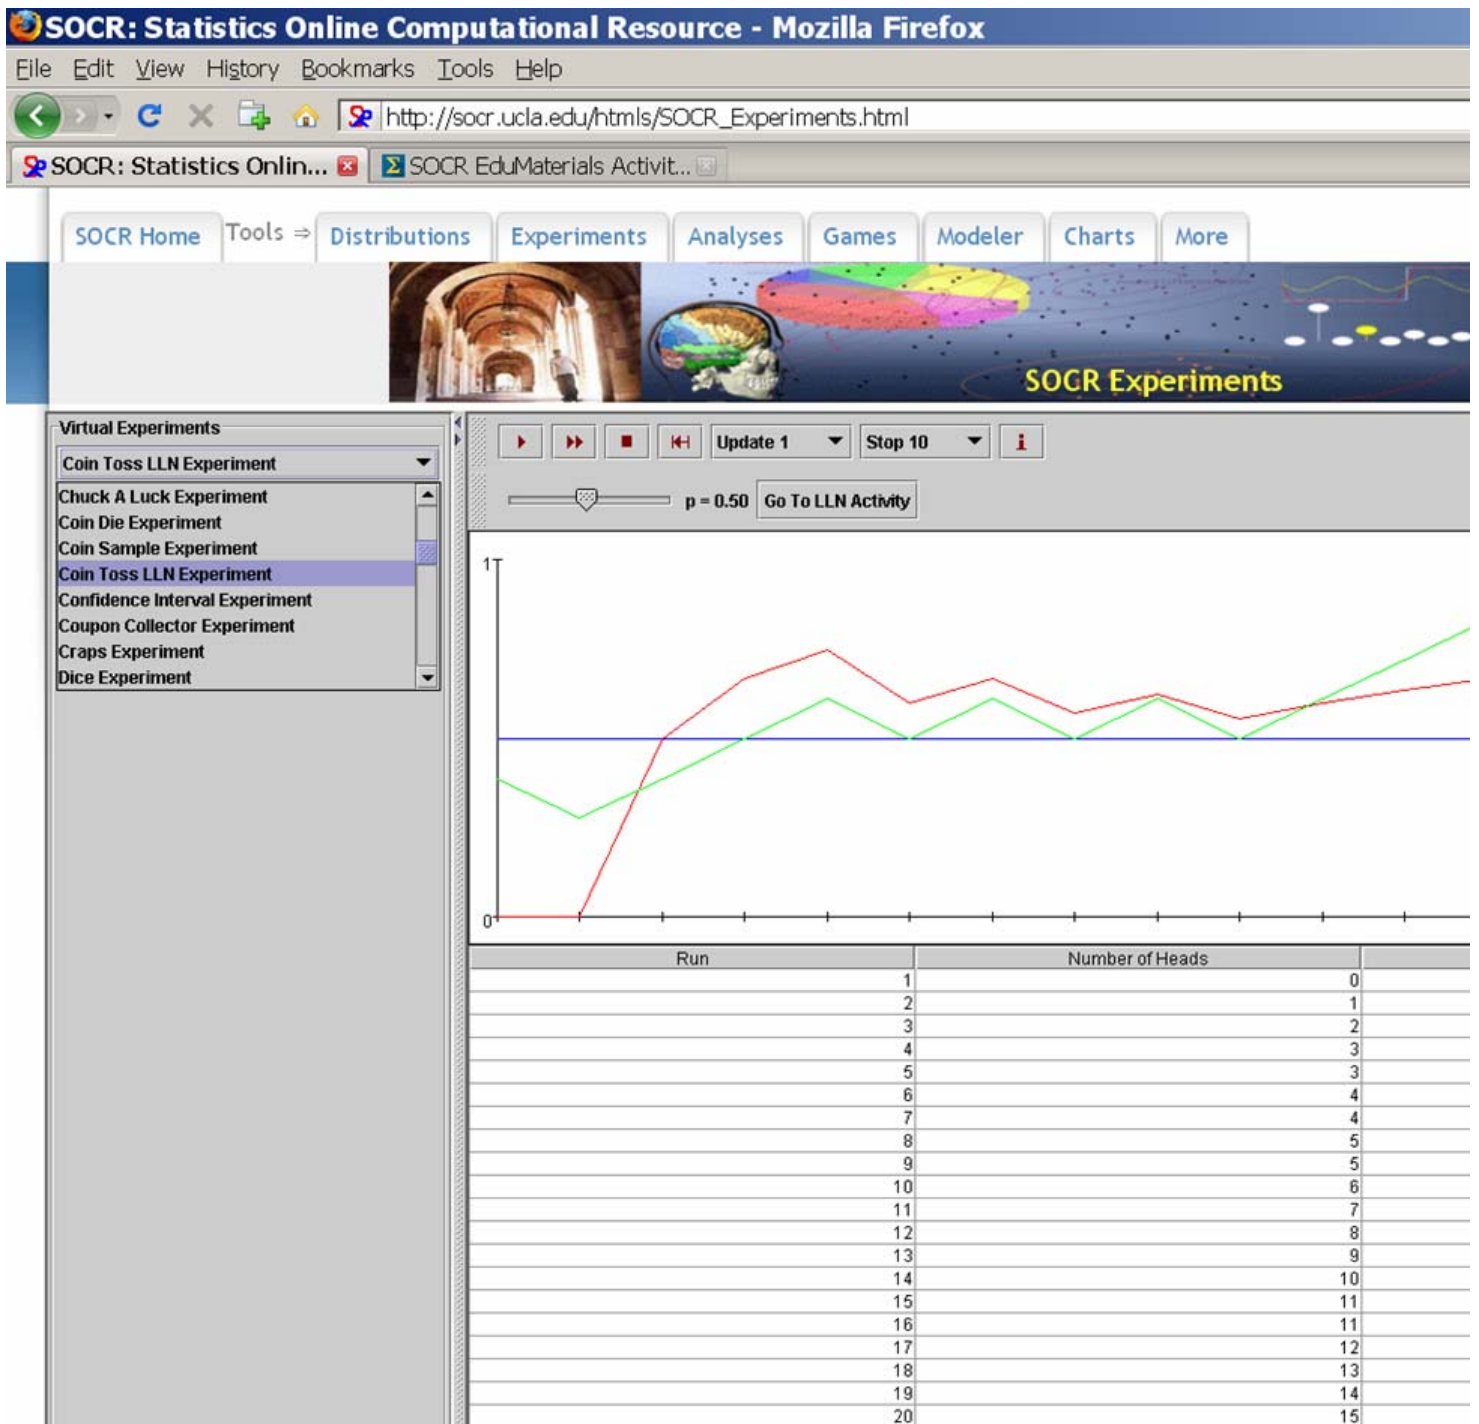 SOCR: Statistics Online Computational Resource - Mozilla Firefox
File Edit View History Bookmarks Tools Help
http://socr.ucla.edu/htmls/SOCR_Experiments.html
SOCR: Statistics Onlin... SOCR EduMaterials Activit...
SOCR Home Tools ⇒ Distributions Experiments Analyses Games Modeler Charts More
SOCR Experiments
Virtual Experiments
Coin Toss LLN Experiment
Chuck A Luck Experiment
Coin Die Experiment
Coin Sample Experiment
Coin Toss LLN Experiment
Confidence Interval Experiment
Coupon Collector Experiment
Craps Experiment
Dice Experiment
Update 1 Stop 10 i
p = 0.50 Go To LLN Activity
1
0
Run Number of Heads
1 0
2 1
3 2
4 3
5 3
6 4
7 4
8 5
9 5
10 6
11 7
12 8
13 9
14 10
15 11
16 11
17 12
18 13
19 14
20 15